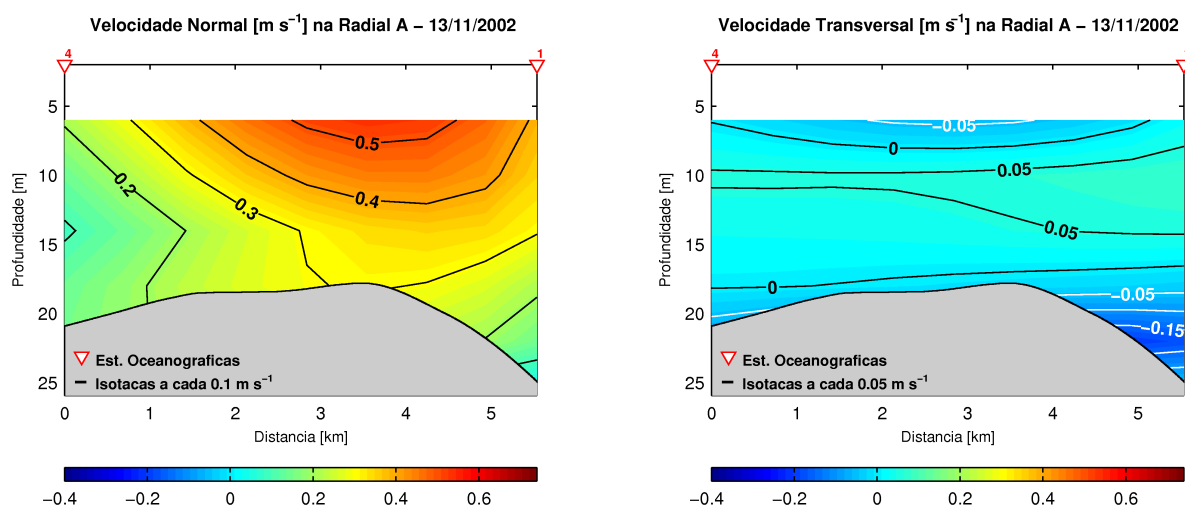 Velocidade Normal [m s⁻¹] na Radial A − 13/11/2002
4
1
5
10
15
20
25
Profundidade [m]
0.5
0.4
0.3
0.2
Est. Oceanograficas
Isotacas a cada 0.1 m s⁻¹
0 1 2 3 4 5
Distancia [km]
−0.4 −0.2 0 0.2 0.4 0.6
Velocidade Transversal [m s⁻¹] na Radial A − 13/11/2002
4
1
5
10
15
20
25
Profundidade [m]
−0.05
0
0.05
0.05
0
−0.05
−0.15
Est. Oceanograficas
Isotacas a cada 0.05 m s⁻¹
0 1 2 3 4 5
Distancia [km]
−0.4 −0.2 0 0.2 0.4 0.6